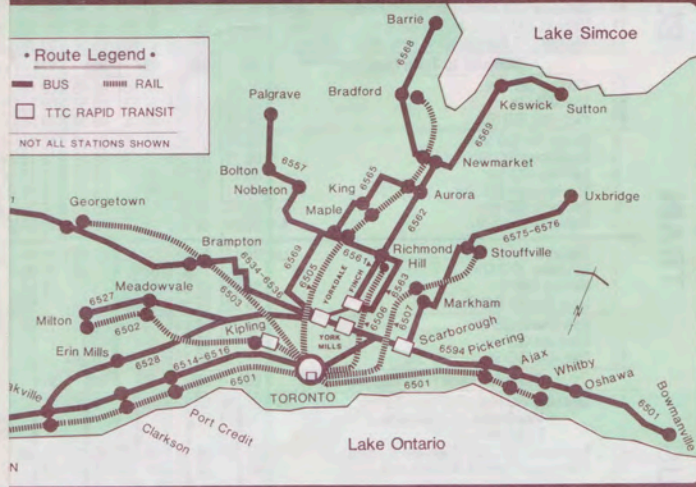 • Route Legend •
BUS
RAIL
TTC RAPID TRANSIT
NOT ALL STATIONS SHOWN
Lake Simcoe
Barrie
6568
Bradford
Keswick
Sutton
6569
Palgrave
6557
Bolton
Nobleton
King
6565
Newmarket
Aurora
6562
Maple
Uxbridge
6575-6576
Stouffville
Georgetown
Brampton
6534-6536
6503
6569
6505
YORKDALE
6561
FINCH
Richmond
Hill
6563
6506
6507
Markham
6527
Meadowvale
Milton
6502
Kipling
YORK
MILLS
Scarborough
6594
Pickering
Ajax
Whitby
Oshawa
Bowmanville
6501
Erin Mills
6528
6514-6516
6501
akville
TORONTO
6501
Clarkson
Port Credit
Lake Ontario
N
N